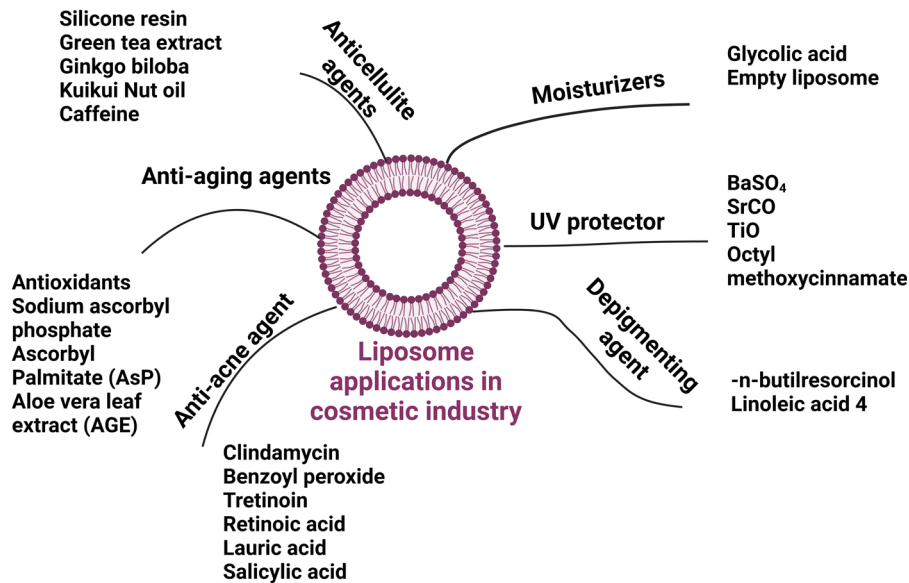 Silicone resin
Green tea extract
Ginkgo biloba
Kuikui Nut oil
Caffeine
Anticellulite
agents
Moisturizers
Glycolic acid
Empty liposome
Anti-aging agents
Antioxidants
Sodium ascorbyl
phosphate
Ascorbyl
Palmitate (AsP)
Aloe vera leaf
extract (AGE)
UV protector
BaSO₄
SrCO
TiO
Octyl
methoxycinnamate
Anti-acne agent
Clindamycin
Benzoyl peroxide
Tretinoin
Retinoic acid
Lauric acid
Salicylic acid
Liposome
applications in
cosmetic industry
Depigmenting
agent
-n-butilresorcinol
Linoleic acid 4